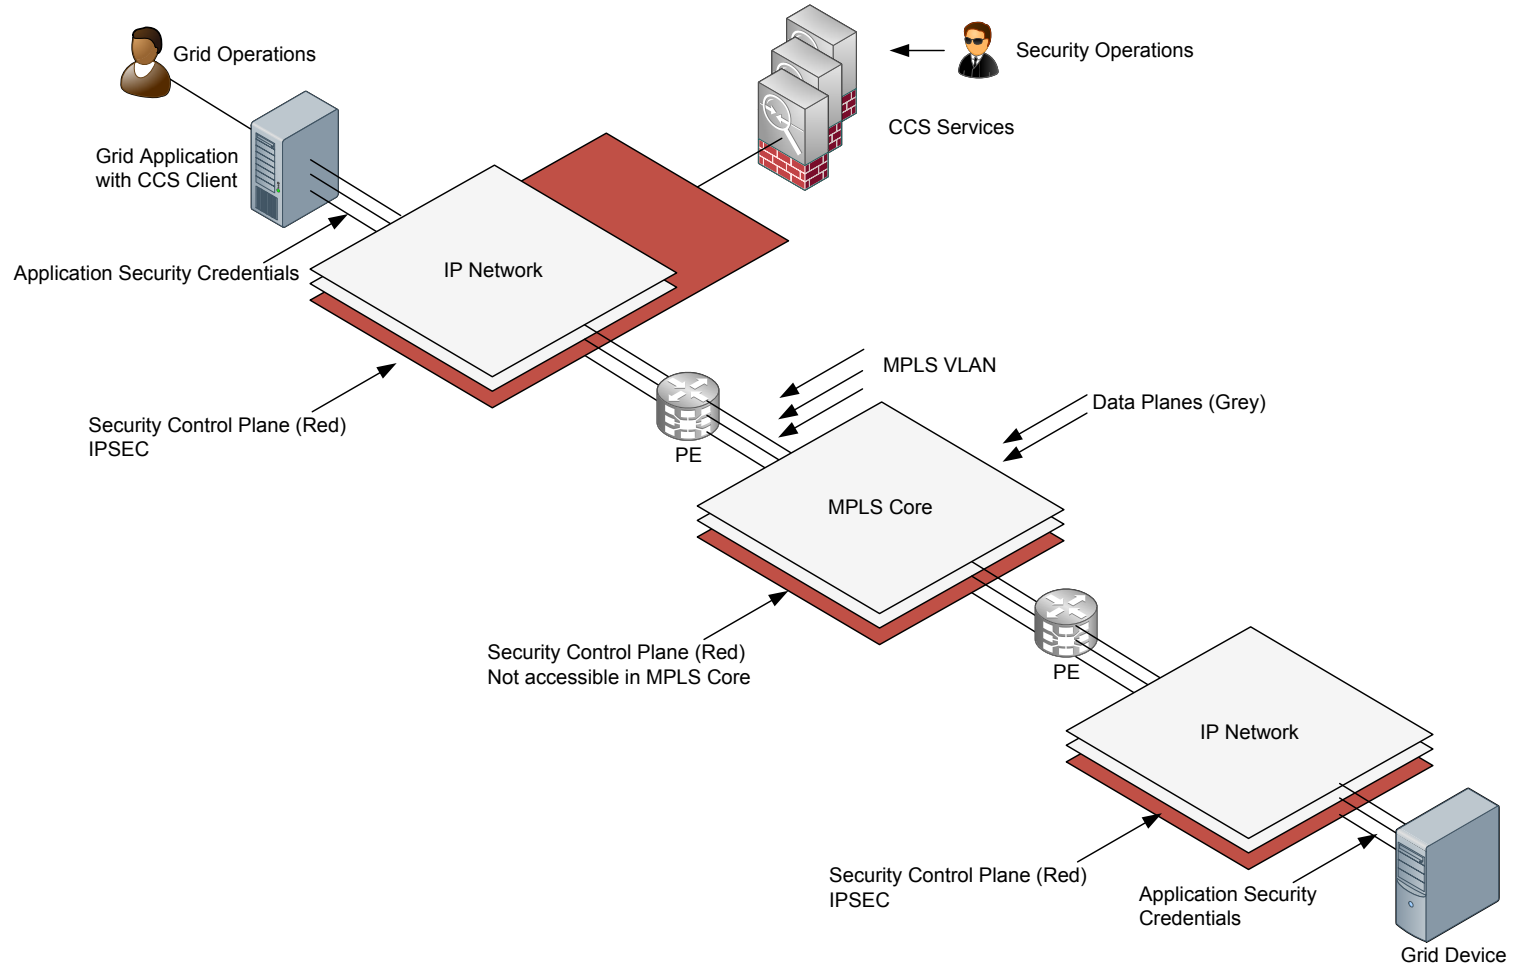 Grid Operations
Security Operations
CCS Services
Grid Application
with CCS Client
Application Security Credentials
IP Network
MPLS VLAN
Data Planes (Grey)
Security Control Plane (Red)
IPSEC
PE
MPLS Core
Security Control Plane (Red)
Not accessible in MPLS Core
PE
IP Network
Security Control Plane (Red)
IPSEC
Application Security
Credentials
Grid Device